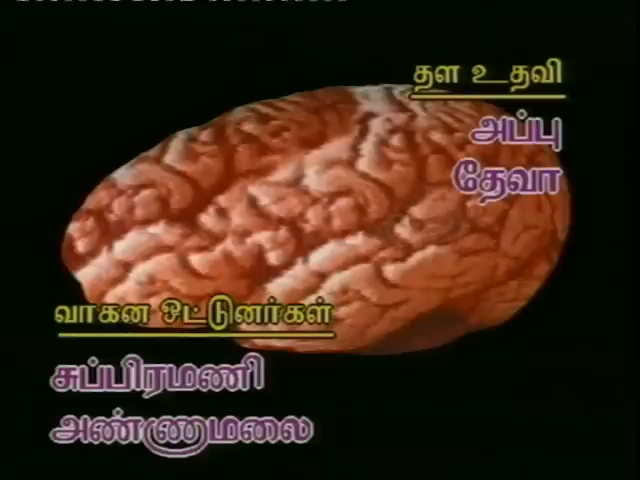 தள உதவி
அப்பு
தேவா
வாகன ஓட்டுனர்கள்
சுப்பிரமணி
அண்ணாமலை